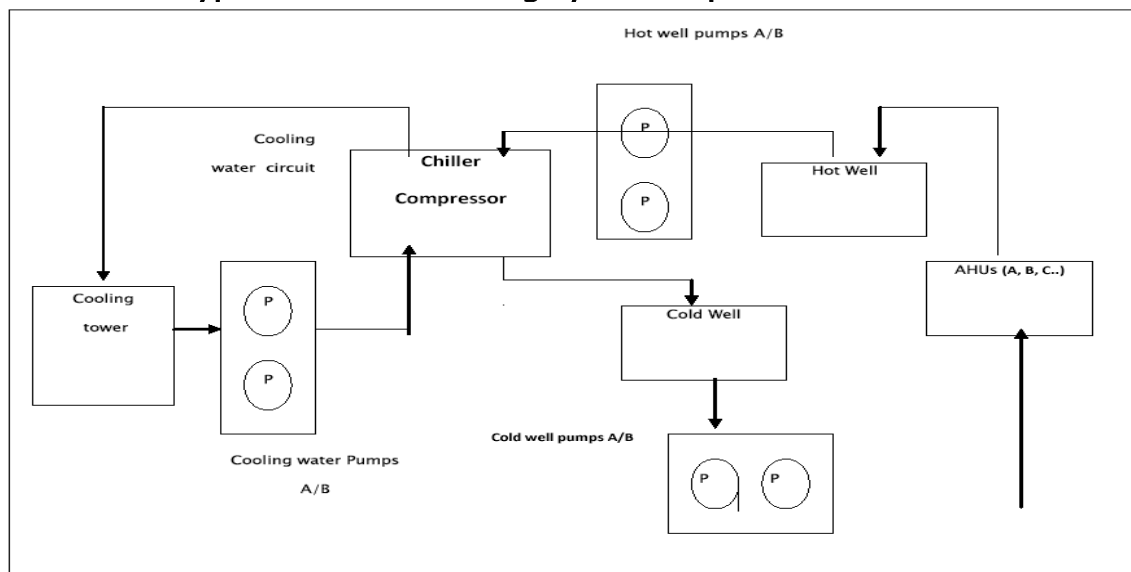 Hot well pumps A/B
P
P
Cooling
water circuit
Chiller
Compressor
Hot Well
AHUs (A, B, C..)
Cooling
tower
P
P
Cold Well
Cold well pumps A/B
P
P
Cooling water Pumps
A/B